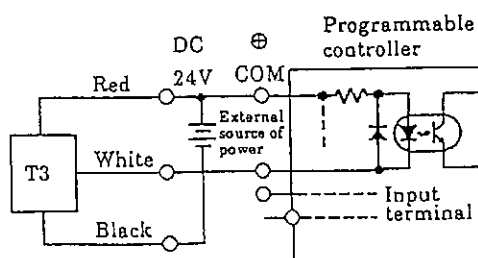 Programmable
controller
DC
24V
⊕
COM
Red
External
source of
power
White
T3
Input
terminal
Black